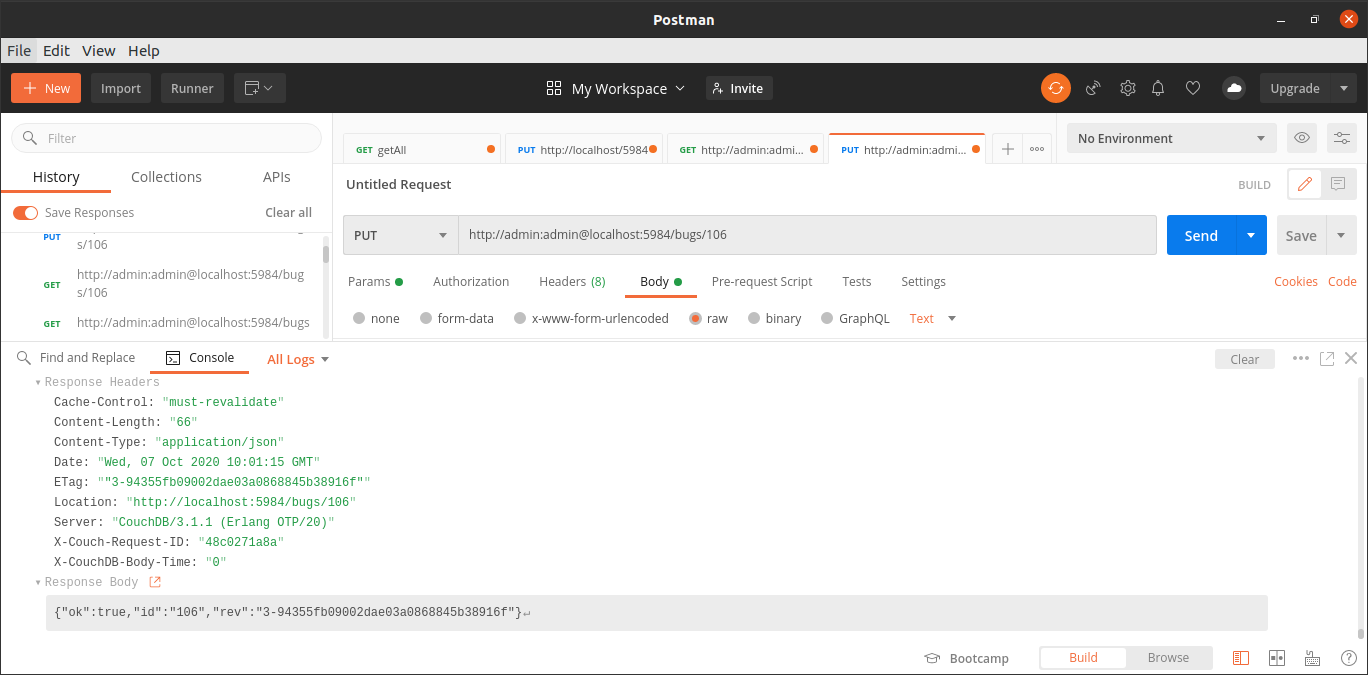 Postman
File Edit View Help
New Import Runner My Workspace Invite Upgrade
Filter
History Collections APIs
Save Responses Clear all
PUT
s/106
GET http://admin:admin@localhost:5984/bug
s/106
GET http://admin:admin@localhost:5984/bugs
GET getAll PUT http://localhost/5984 GET http://admin:admi... PUT http://admin:admi... No Environment
Untitled Request BUILD
PUT http://admin:admin@localhost:5984/bugs/106 Send Save
Params Authorization Headers (8) Body Pre-request Script Tests Settings Cookies Code
none form-data x-www-form-urlencoded raw binary GraphQL Text
Find and Replace Console All Logs Clear
Response Headers
Cache-Control: "must-revalidate"
Content-Length: "66"
Content-Type: "application/json"
Date: "Wed, 07 Oct 2020 10:01:15 GMT"
ETag: ""3-94355fb09002dae03a0868845b38916f""
Location: "http://localhost:5984/bugs/106"
Server: "CouchDB/3.1.1 (Erlang OTP/20)"
X-Couch-Request-ID: "48c0271a8a"
X-CouchDB-Body-Time: "0"
Response Body
{"ok":true,"id":"106","rev":"3-94355fb09002dae03a0868845b38916f"}↵
Bootcamp Build Browse